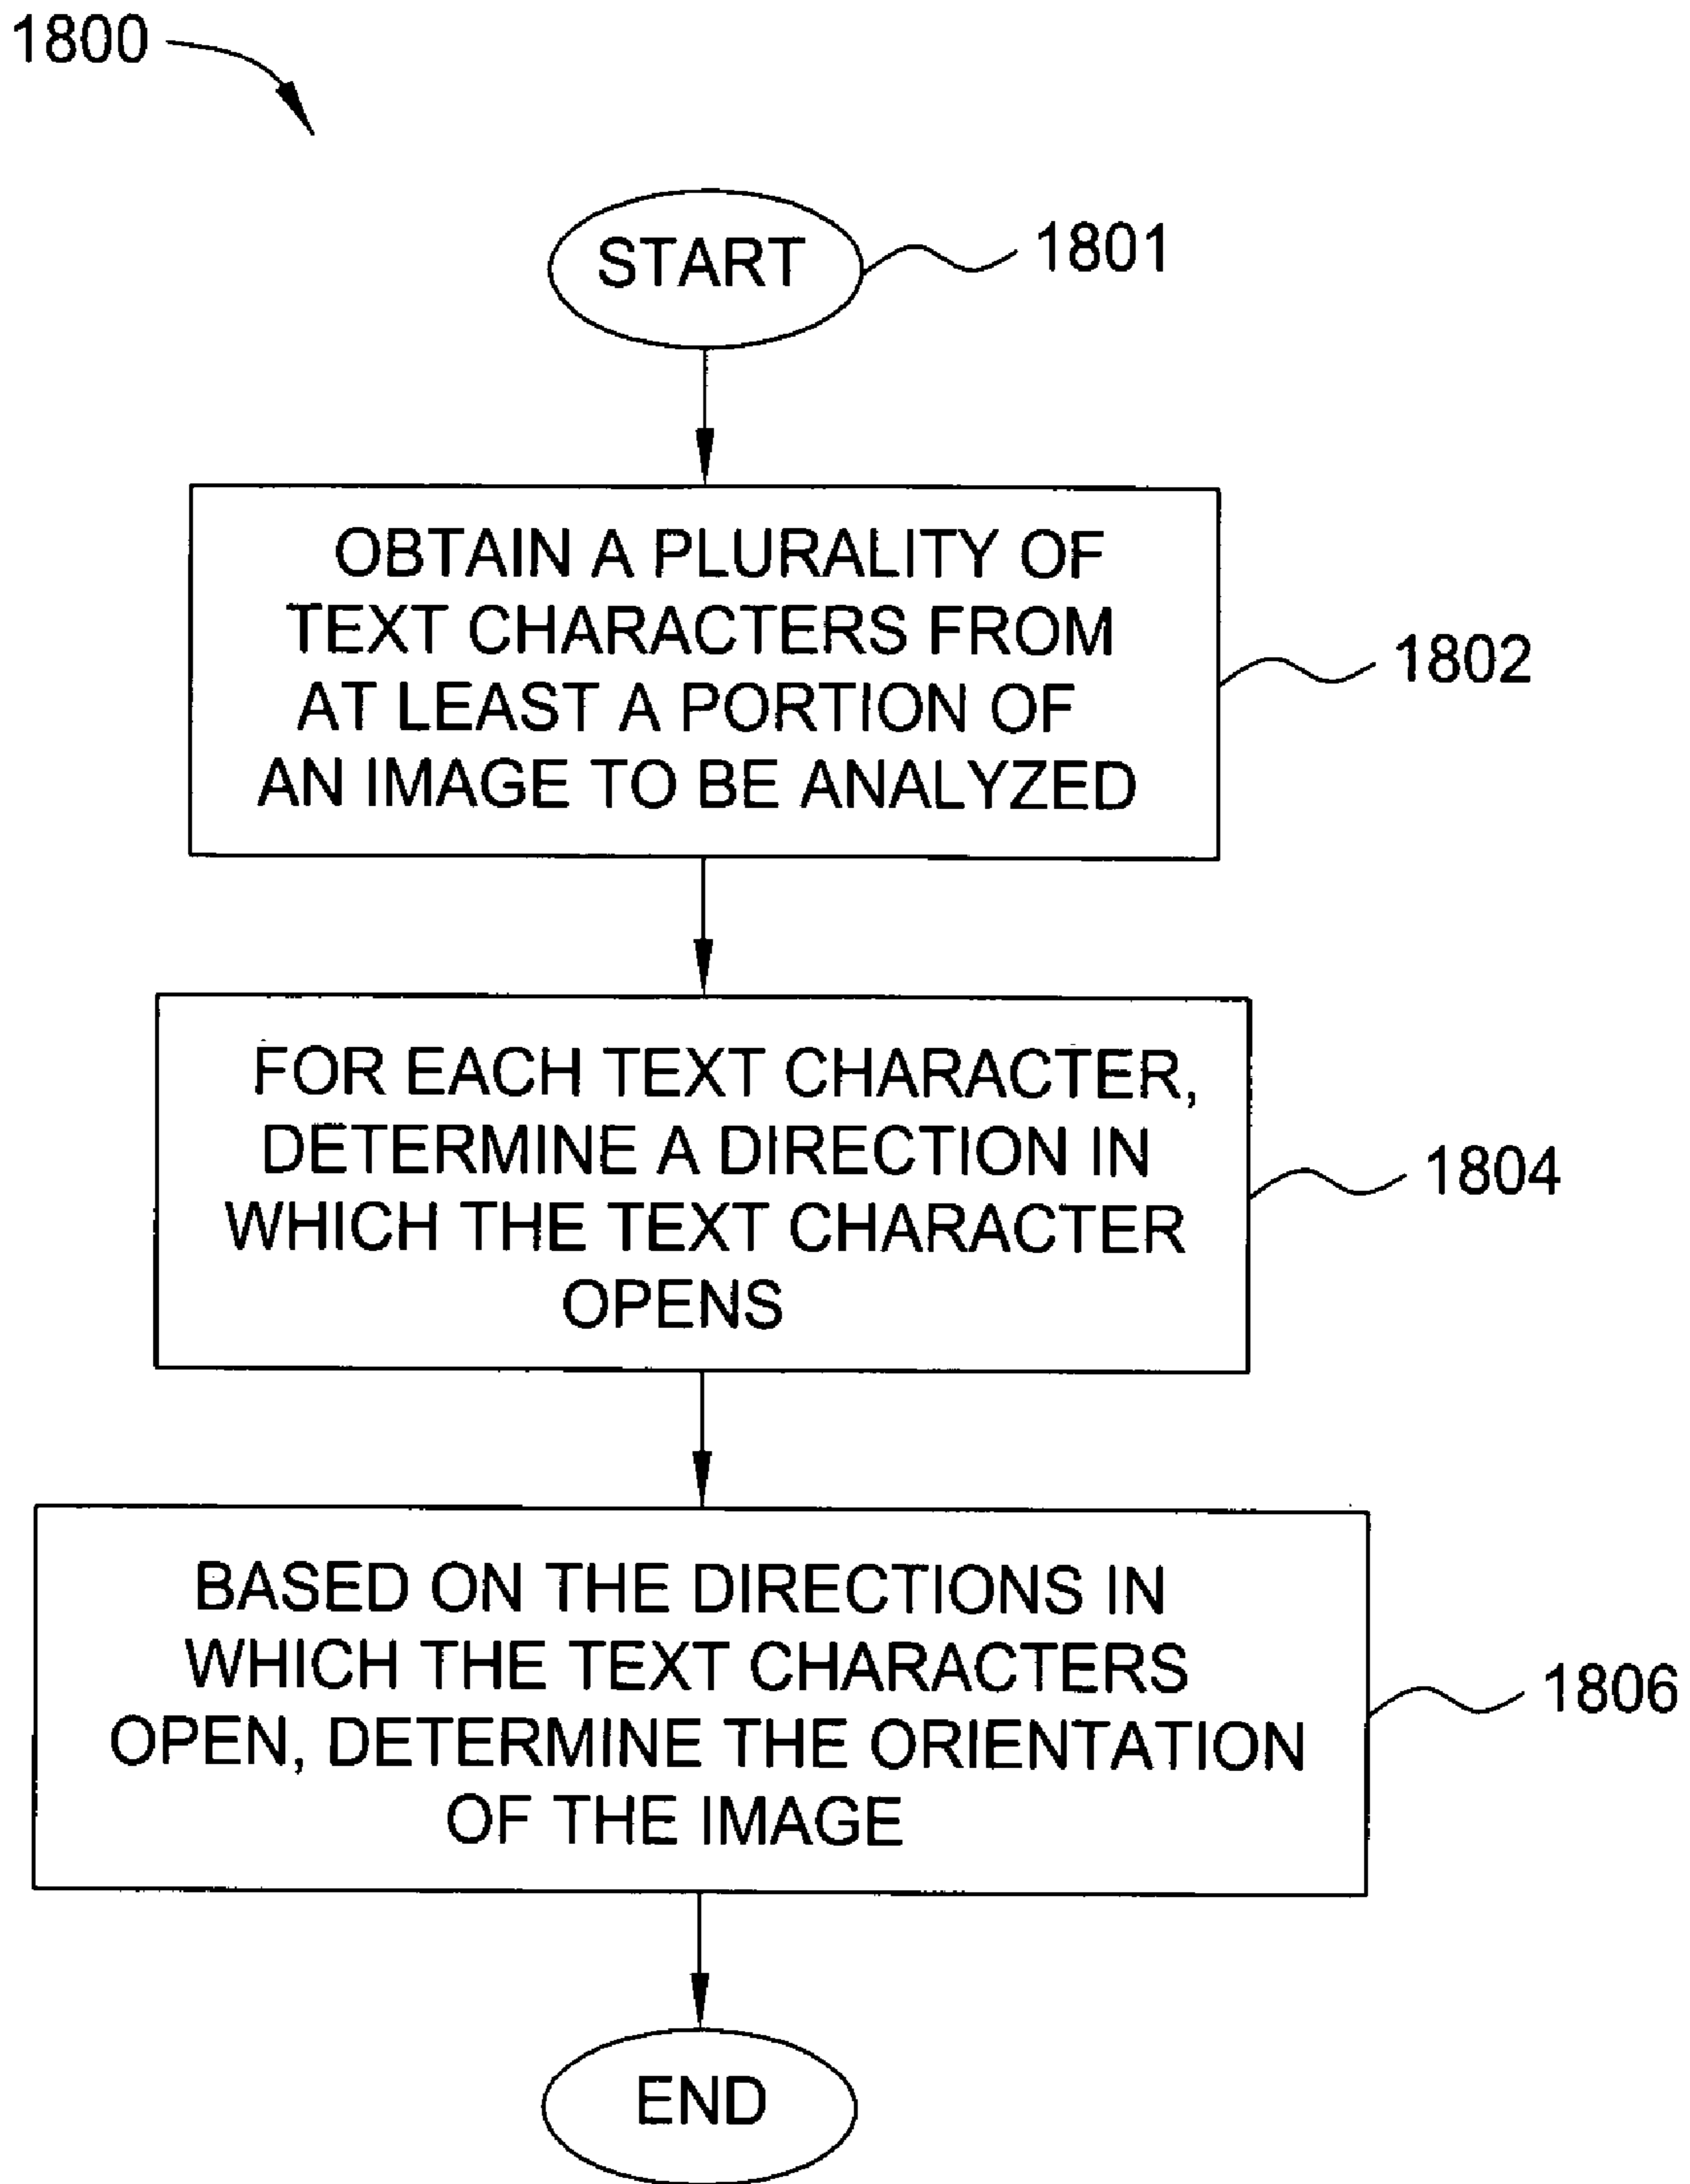 1800
START
1801
OBTAIN A PLURALITY OF
TEXT CHARACTERS FROM
AT LEAST A PORTION OF
AN IMAGE TO BE ANALYZED
1802
FOR EACH TEXT CHARACTER,
DETERMINE A DIRECTION IN
WHICH THE TEXT CHARACTER
OPENS
1804
BASED ON THE DIRECTIONS IN
WHICH THE TEXT CHARACTERS
OPEN, DETERMINE THE ORIENTATION
OF THE IMAGE
1806
END